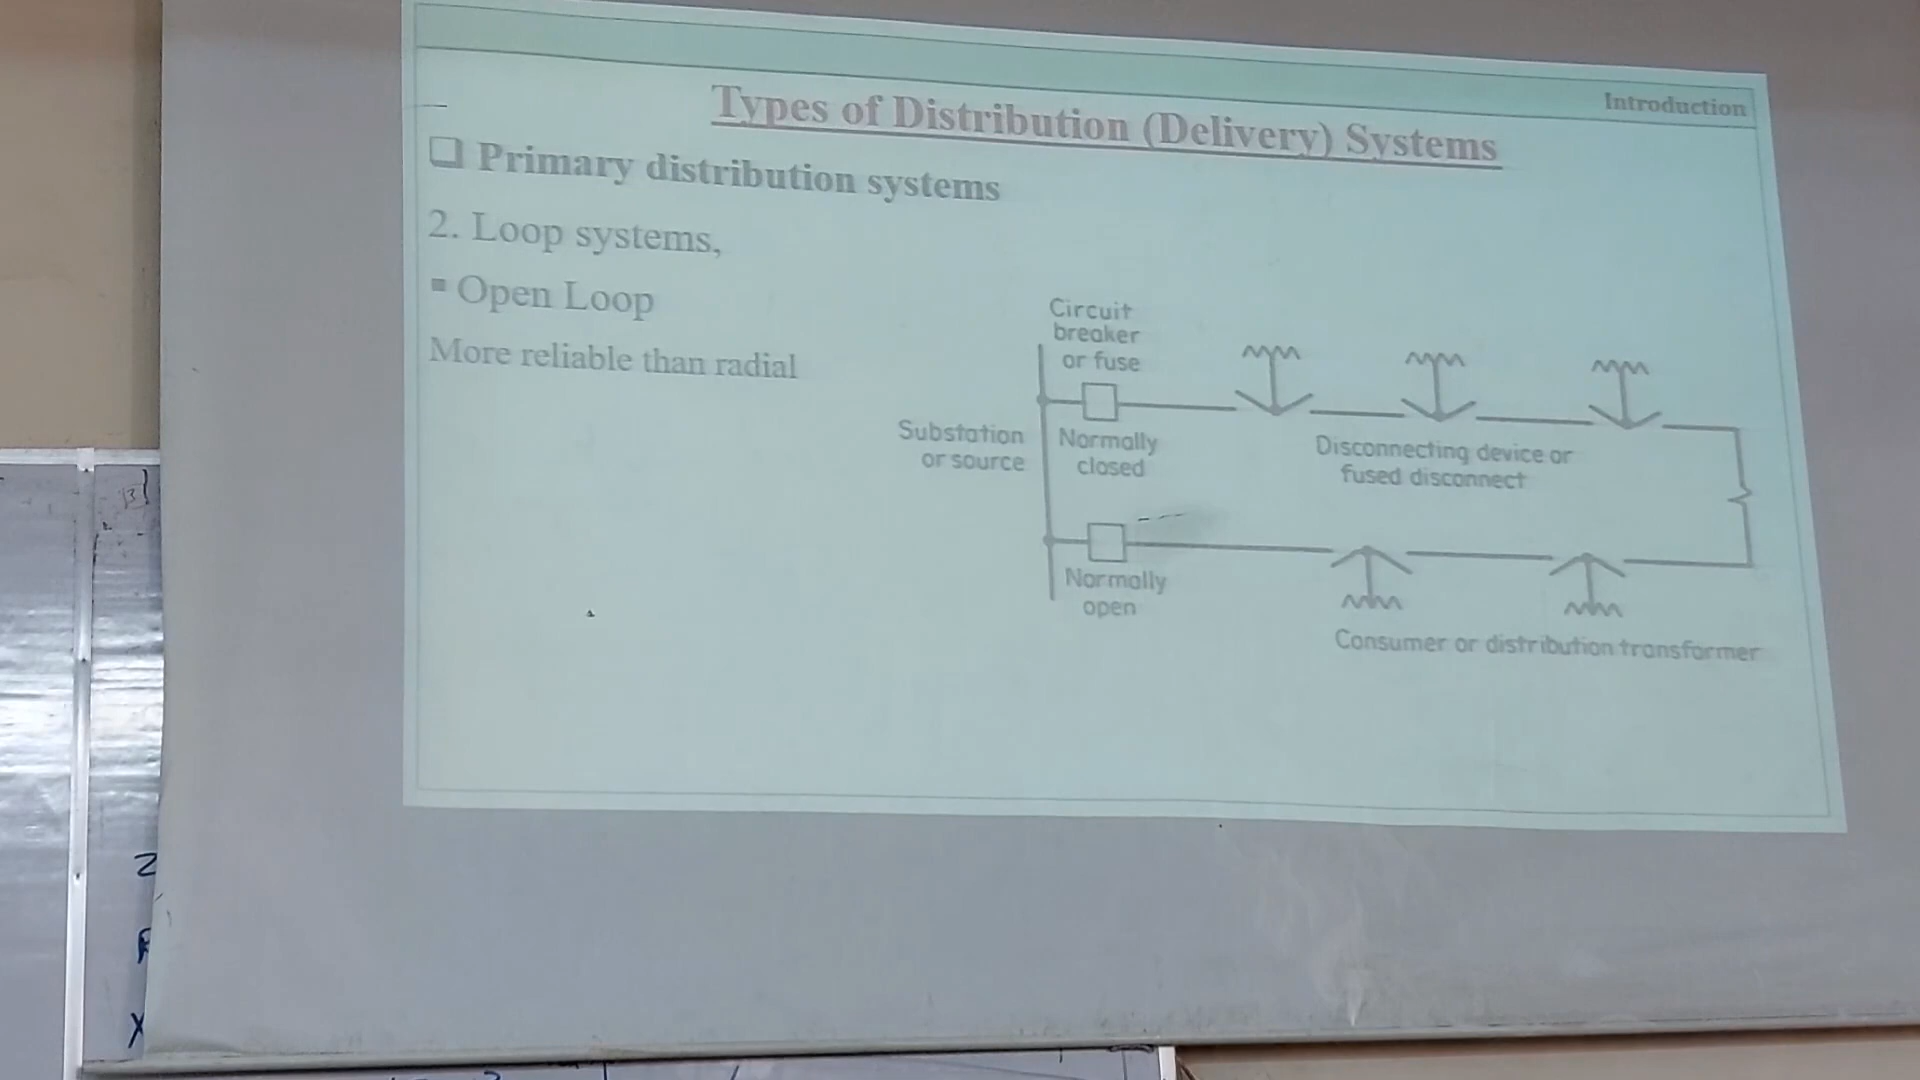 Introduction
Types of Distribution (Delivery) Systems
Primary distribution systems
2. Loop systems,
Open Loop
More reliable than radial
Circuit
breaker
or fuse
Substation
or source
Normally
closed
Disconnecting device or
fused disconnect
Normally
open
Consumer or distribution transformer
Z
X